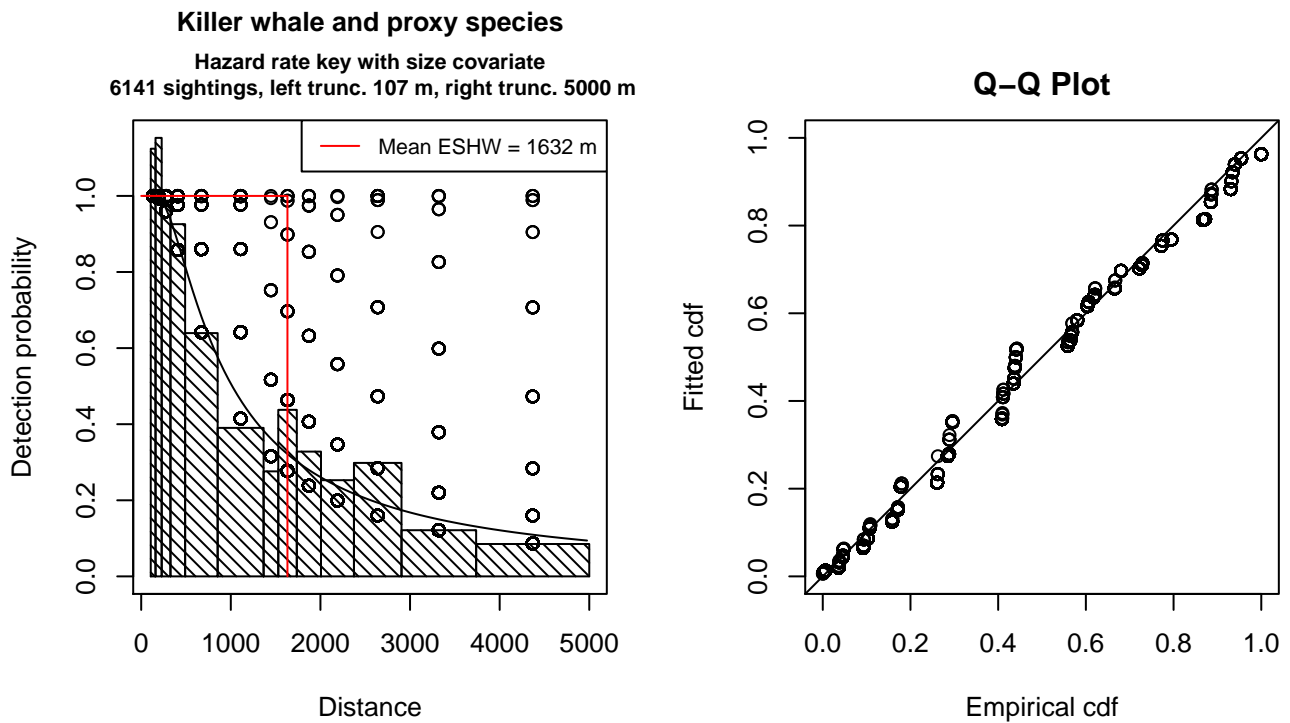 Killer whale and proxy species
Hazard rate key with size covariate
6141 sightings, left trunc. 107 m, right trunc. 5000 m
Mean ESHW = 1632 m
Detection probability
0.0 0.2 0.4 0.6 0.8 1.0
0 1000 2000 3000 4000 5000
Distance
Q−Q Plot
Fitted cdf
0.0 0.2 0.4 0.6 0.8 1.0
0.0 0.2 0.4 0.6 0.8 1.0
Empirical cdf